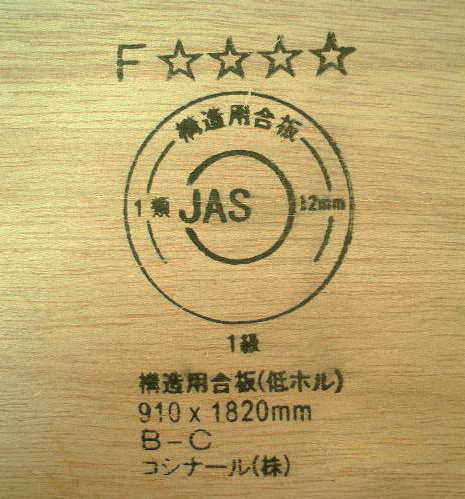 F☆☆☆☆
構造用合板
1類 JAS 12mm
1級
構造用合板(低ホル)
910 x 1820mm
B-C
コシナール(株)